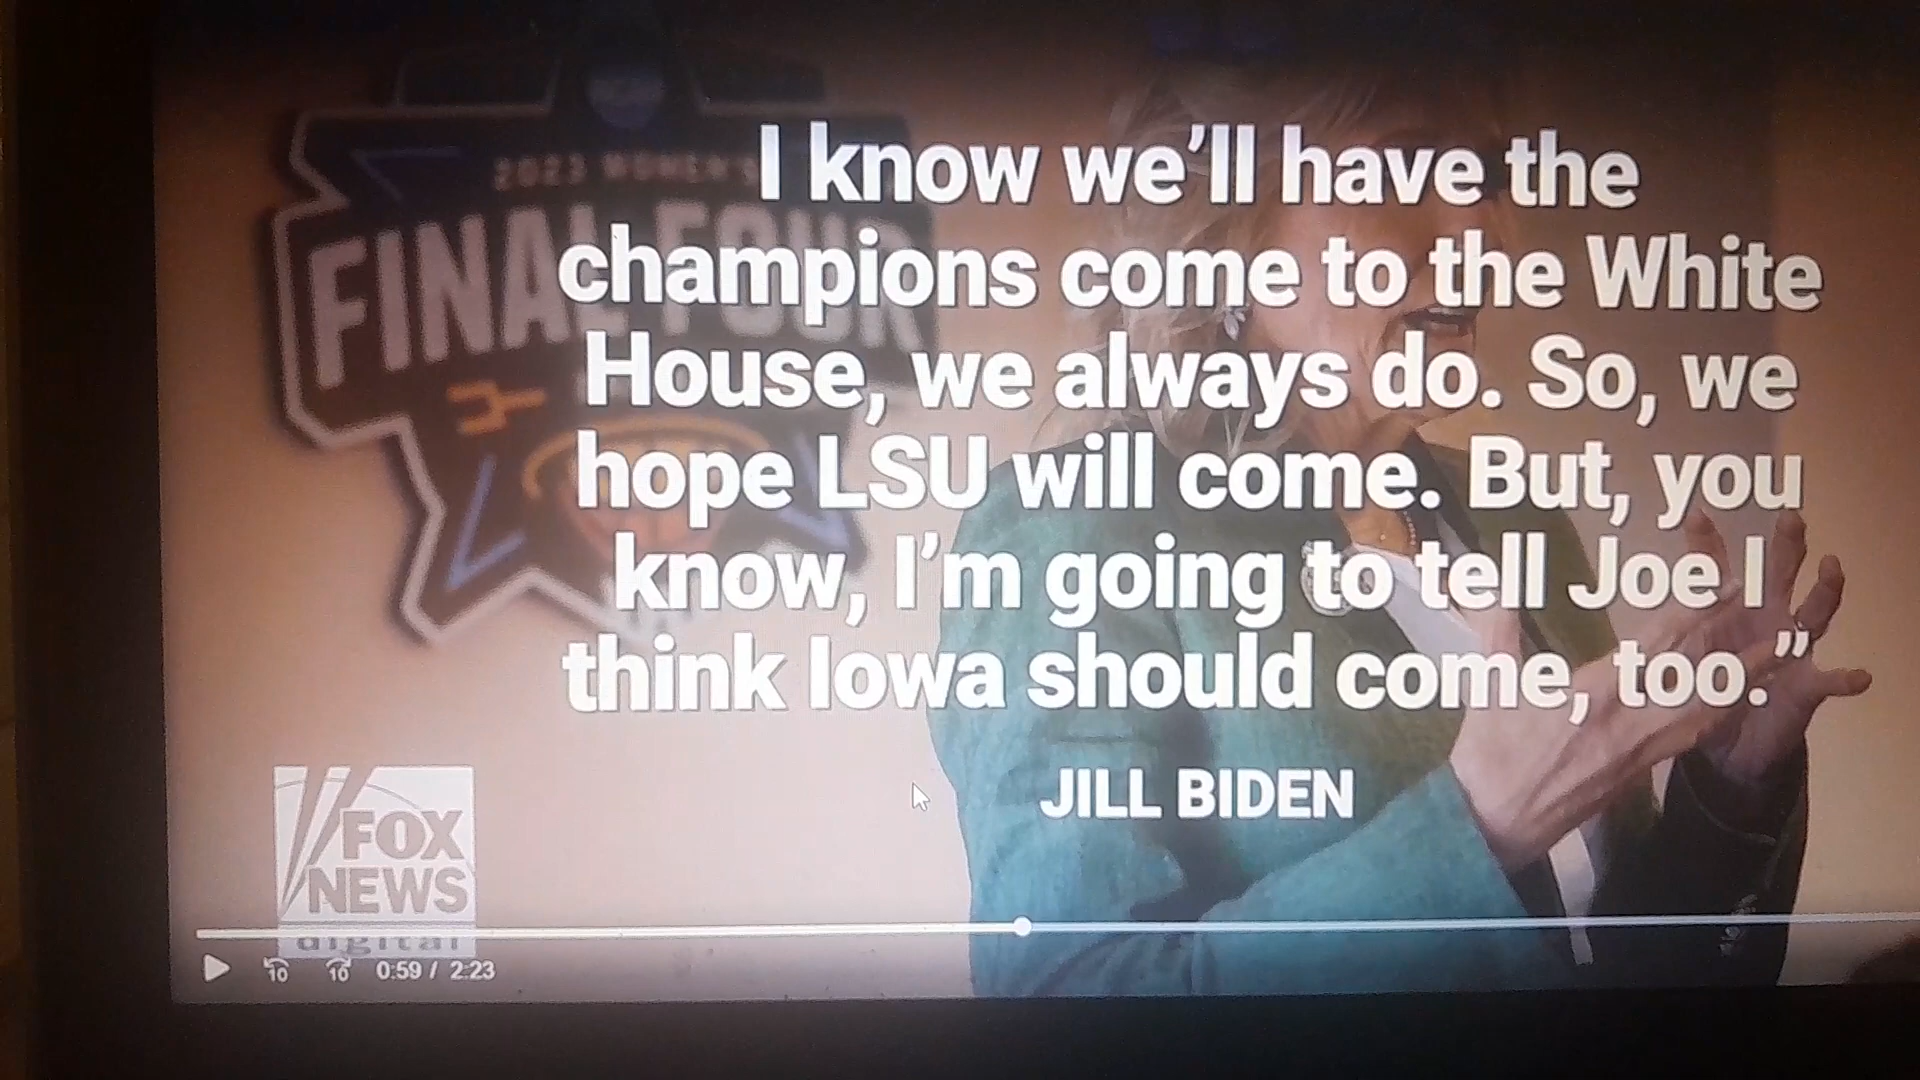 2023 WOMEN'S
FINAL FOUR
I know we'll have the
champions come to the White
House, we always do. So, we
hope LSU will come. But, you
know, I'm going to tell Joe I
think Iowa should come, too.”
JILL BIDEN
FOX
NEWS
digital
10 10 0:59 / 2:23